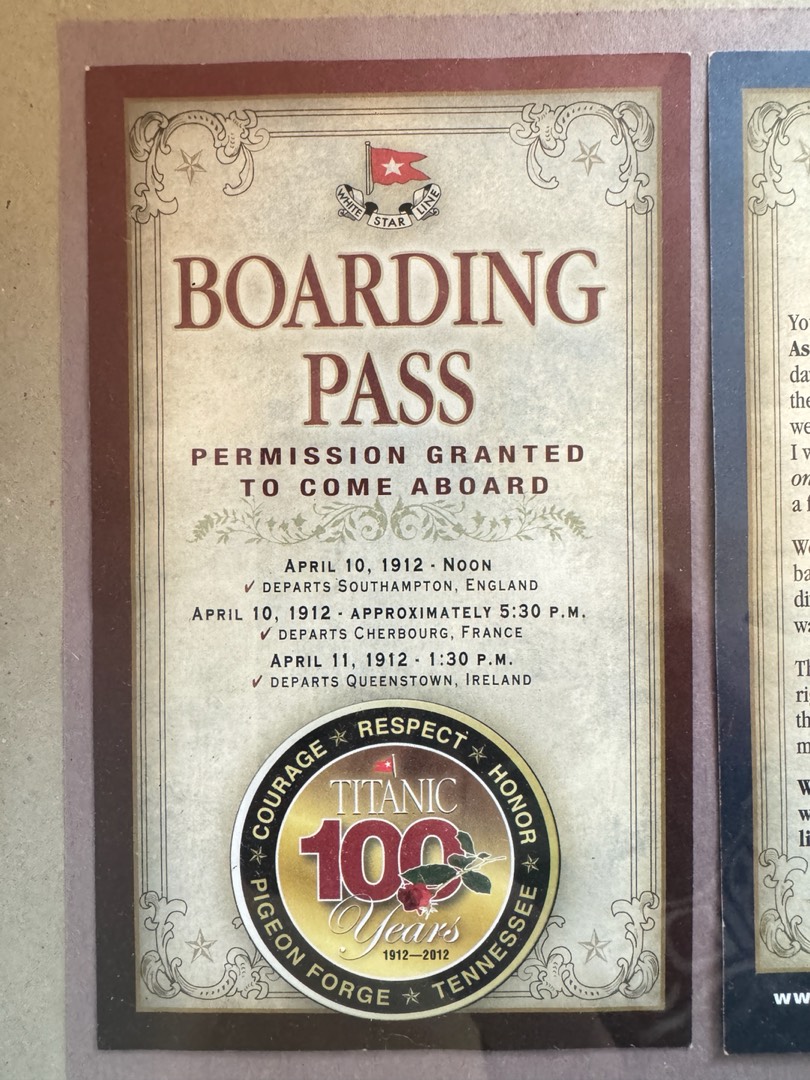 WHITE STAR LINE
BOARDING
PASS
PERMISSION GRANTED
TO COME ABOARD
APRIL 10, 1912 - NOON
✓ DEPARTS SOUTHAMPTON, ENGLAND
APRIL 10, 1912 - APPROXIMATELY 5:30 P.M.
✓ DEPARTS CHERBOURG, FRANCE
APRIL 11, 1912 - 1:30 P.M.
✓ DEPARTS QUEENSTOWN, IRELAND
COURAGE ★ RESPECT ★ HONOR
TITANIC
100
Years
1912—2012
PIGEON FORGE ★ TENNESSEE